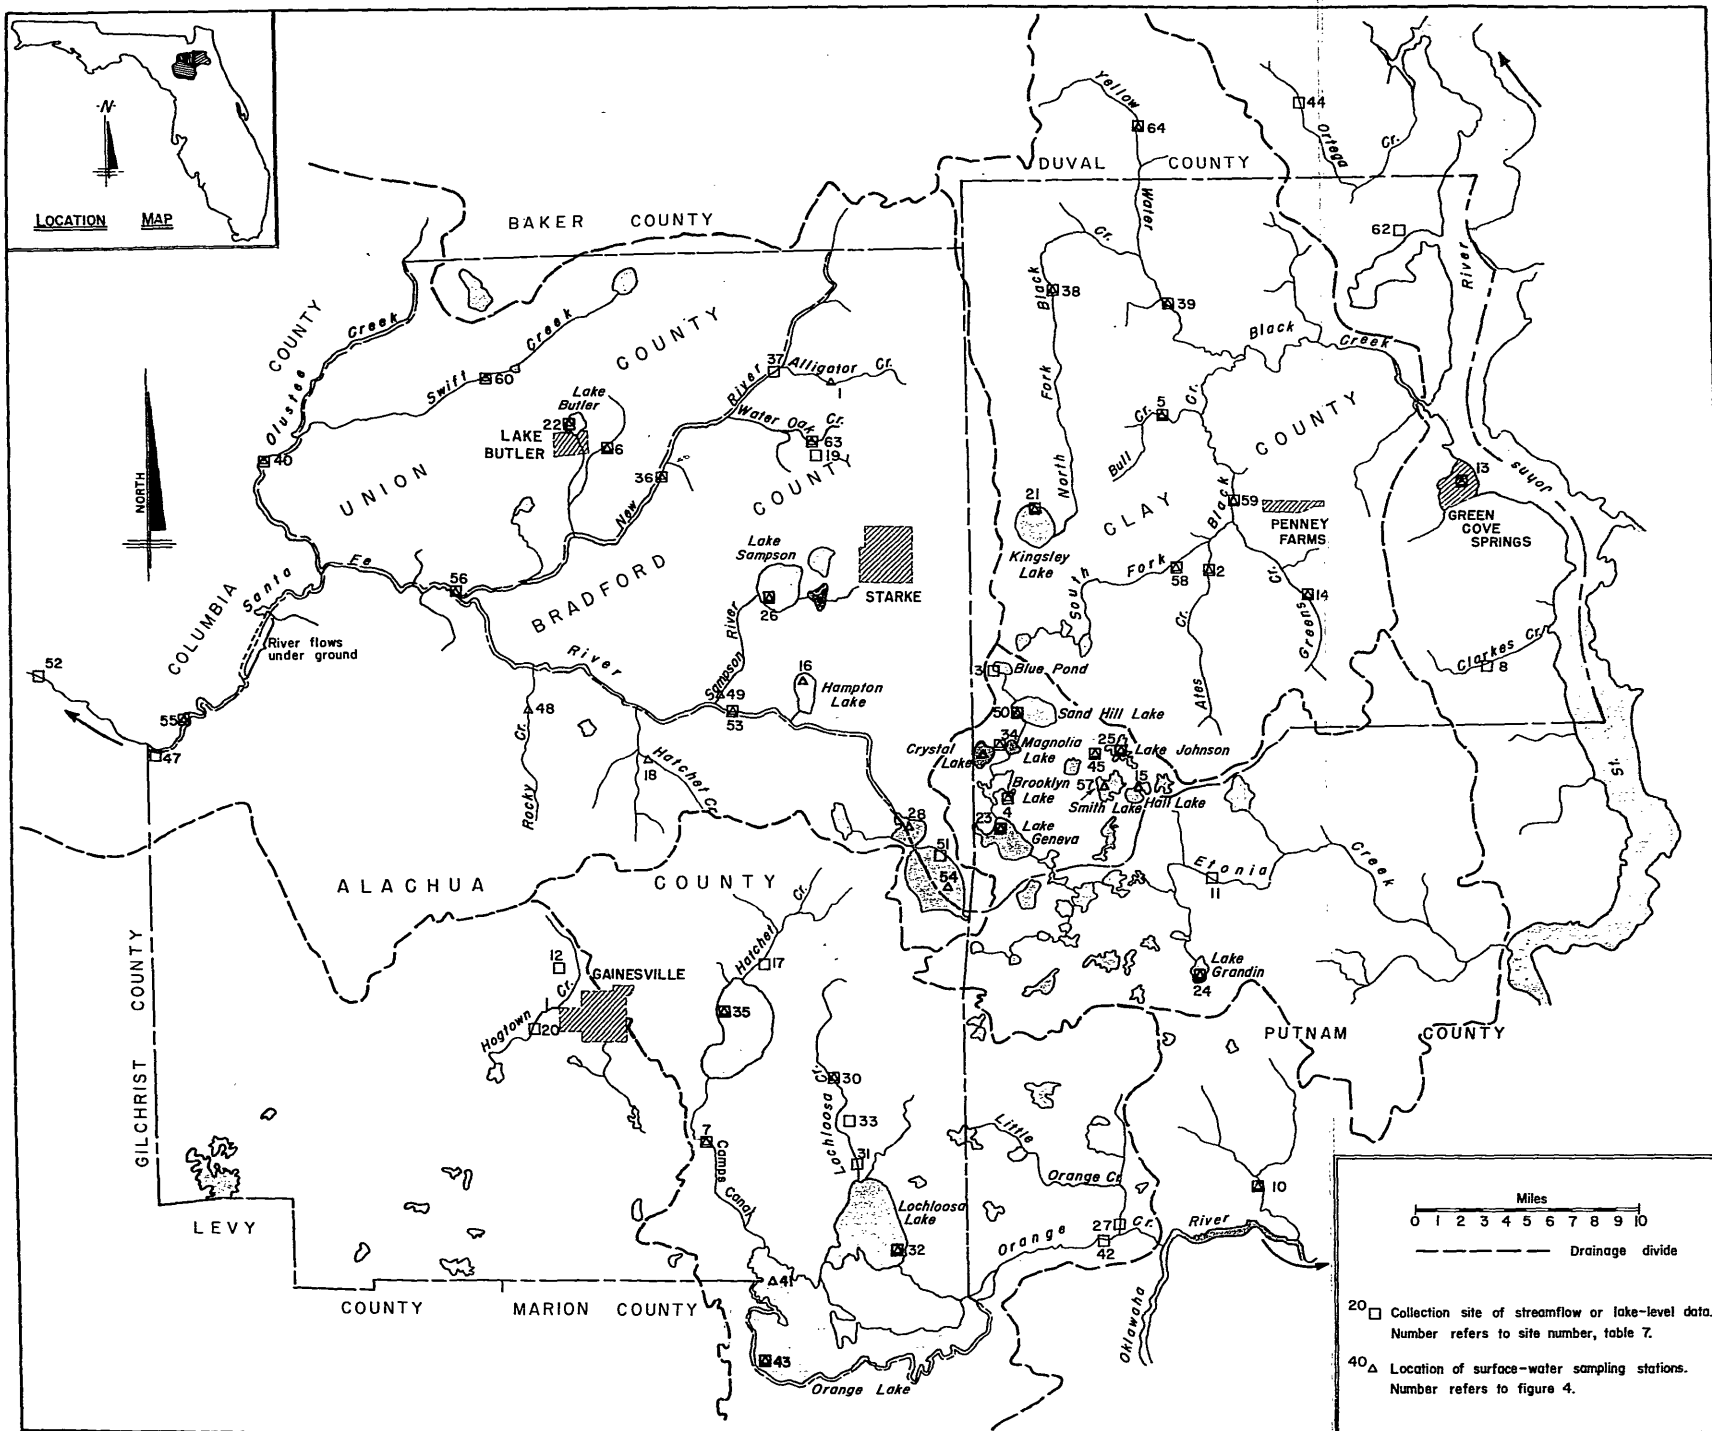 -N-
LOCATION MAP
NORTH
BAKER COUNTY
DUVAL COUNTY
Yellow
Water
Cr.
64
44
Ortega
Cr.
62
River
St.
Johns
COLUMBIA
COUNTY
Olustee
Creek
40
Swift
Creek
60
UNION
COUNTY
Lake
Butler
22
LAKE
BUTLER
6
36
New
River
37
Alligator Cr.
1
Water Oak Cr.
63
19
BRADFORD
COUNTY
Lake
Sampson
26
STARKE
Sampson
River
49
53
16
Hampton
Lake
Santa
Fe
River
56
River flows
under ground
52
55
47
48
Rocky
Cr.
18
Hatchet Cr.
28
51
54
Black
38
39
North
Fork
Black
Creek
Cr.
5
Bull
Cr.
CLAY
COUNTY
21
Kingsley
Lake
Black
59
PENNEY
FARMS
13
GREEN
COVE
SPRINGS
South
Fork
58
2
Cr.
Ates
14
Greens
Cr.
Clarkes Cr.
8
3
Blue Pond
50
Sand Hill Lake
34
Magnolia
Lake
Crystal
Lake
25
Lake Johnson
45
57
Smith Lake
15
Hall Lake
Brooklyn
Lake
4
23
Lake
Geneva
Etonia
11
Creek
Lake
Grandin
24
PUTNAM COUNTY
ALACHUA COUNTY
GILCHRIST COUNTY
12
GAINESVILLE
Hogtown
Cr.
20
Hatchet
Cr.
17
35
7
Camps
Canal
Lochloosa
Cr.
30
33
31
Lochloosa
Lake
32
41
43
Orange Lake
LEVY
COUNTY
MARION COUNTY
Little
Orange Cr.
27
42
Orange
Cr.
River
Oklawaha
10
Miles
0 1 2 3 4 5 6 7 8 9 10
Drainage divide
20 Collection site of streamflow or lake-level data.
Number refers to site number, table 7.
40 Location of surface-water sampling stations.
Number refers to figure 4.